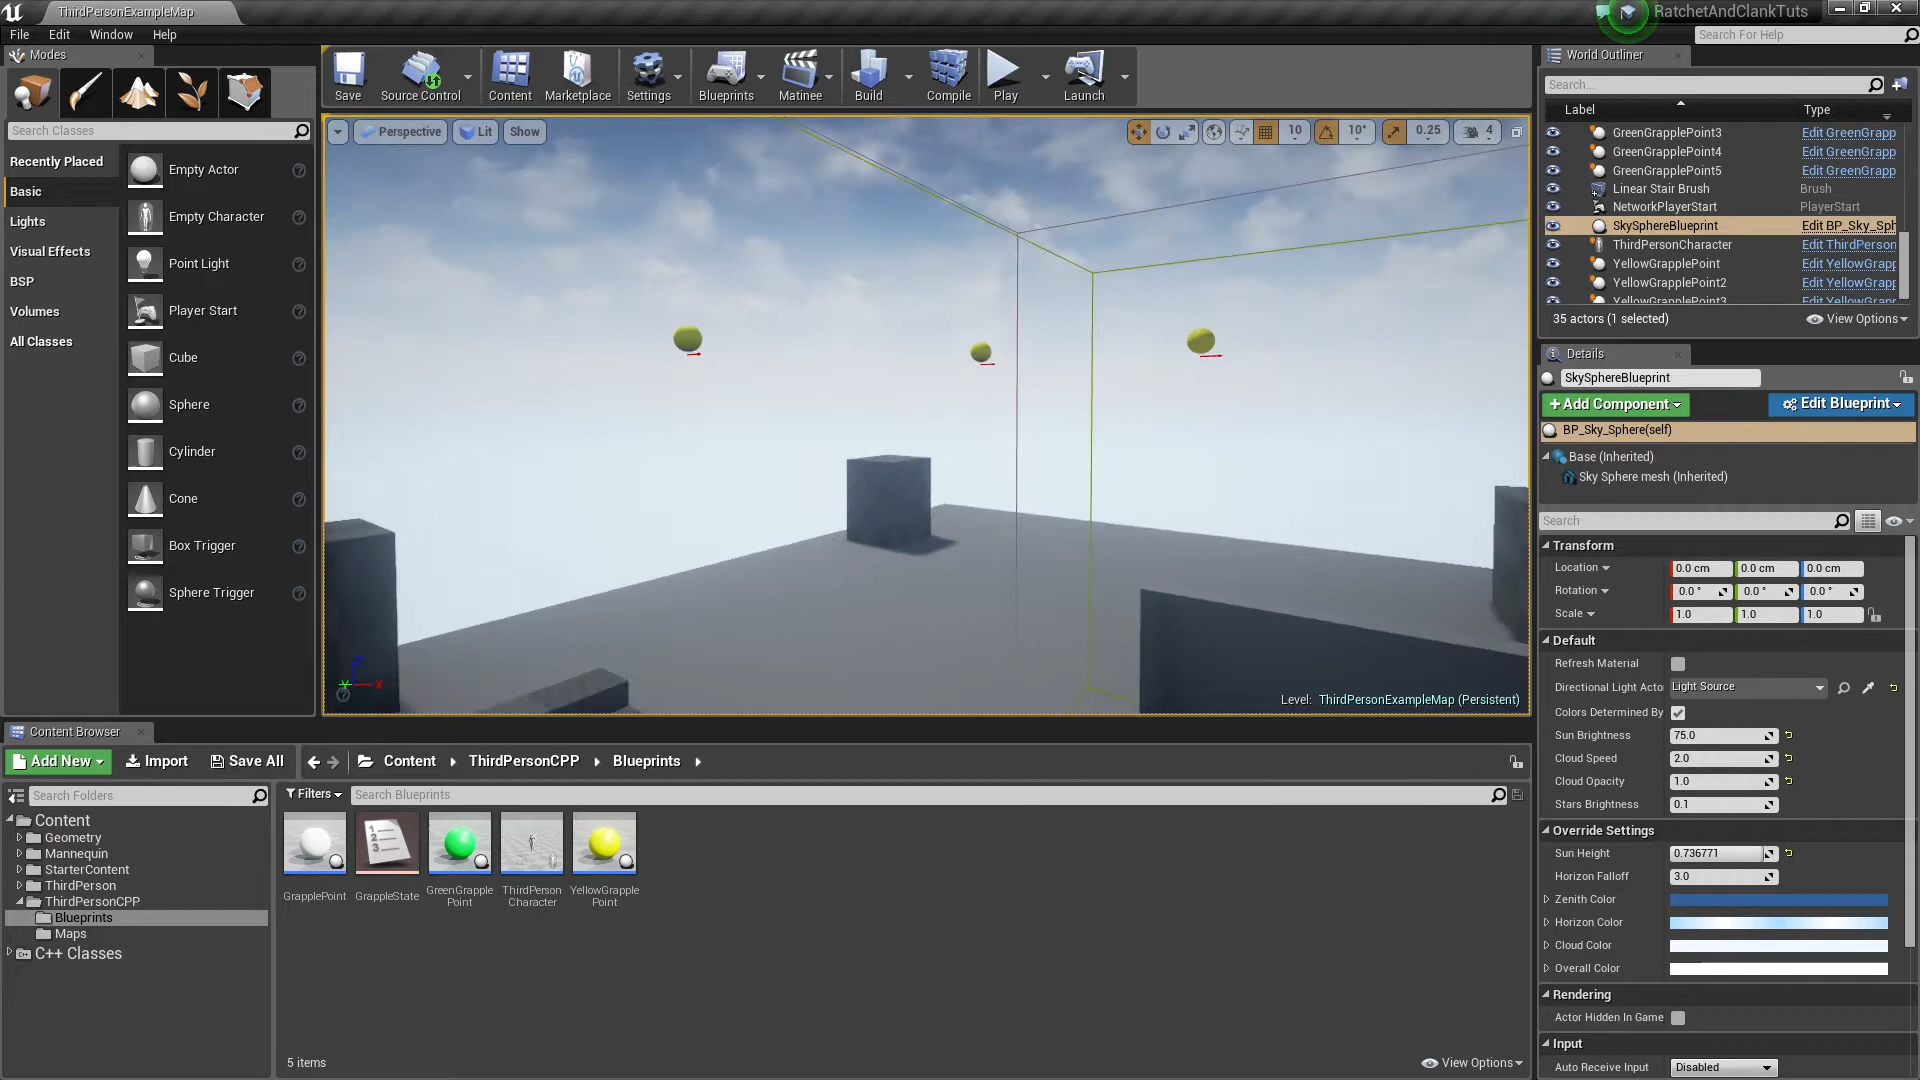 ThirdPersonExampleMap
RatchetAndClankTuts
File Edit Window Help
Search For Help
Modes
World Outliner
Save Source Control Content Marketplace Settings Blueprints Matinee Build Compile Play Launch
Search...
Label Type
Search Classes
Perspective Lit Show 10 10° 0.25 4
GreenGrapplePoint3 Edit GreenGrapp
GreenGrapplePoint4 Edit GreenGrapp
GreenGrapplePoint5 Edit GreenGrapp
Linear Stair Brush Brush
NetworkPlayerStart PlayerStart
SkySphereBlueprint Edit BP_Sky_Sph
ThirdPersonCharacter Edit ThirdPerson
YellowGrapplePoint Edit YellowGrapp
YellowGrapplePoint2 Edit YellowGrapp
YellowGrapplePoint3 Edit YellowGrapp
35 actors (1 selected) View Options
Recently Placed
Basic
Lights
Visual Effects
BSP
Volumes
All Classes
Empty Actor
Empty Character
Point Light
Player Start
Cube
Sphere
Cylinder
Cone
Box Trigger
Sphere Trigger
Z
Y X
Level: ThirdPersonExampleMap (Persistent)
Details
SkySphereBlueprint
+Add Component Edit Blueprint
BP_Sky_Sphere(self)
Base (Inherited)
Sky Sphere mesh (Inherited)
Search
Transform
Location 0.0 cm 0.0 cm 0.0 cm
Rotation 0.0 ° 0.0 ° 0.0 °
Scale 1.0 1.0 1.0
Default
Refresh Material
Directional Light Acto Light Source
Colors Determined By
Sun Brightness 75.0
Cloud Speed 2.0
Cloud Opacity 1.0
Stars Brightness 0.1
Override Settings
Sun Height 0.736771
Horizon Falloff 3.0
Zenith Color
Horizon Color
Cloud Color
Overall Color
Rendering
Actor Hidden In Game
Input
Auto Receive Input Disabled
Content Browser
Add New Import Save All Content ThirdPersonCPP Blueprints
Search Folders
Filters Search Blueprints
Content
Geometry
Mannequin
StarterContent
ThirdPerson
ThirdPersonCPP
Blueprints
Maps
C++ Classes
GrapplePoint
GrappleState
GreenGrapple
Point
ThirdPerson
Character
YellowGrapple
Point
5 items View Options